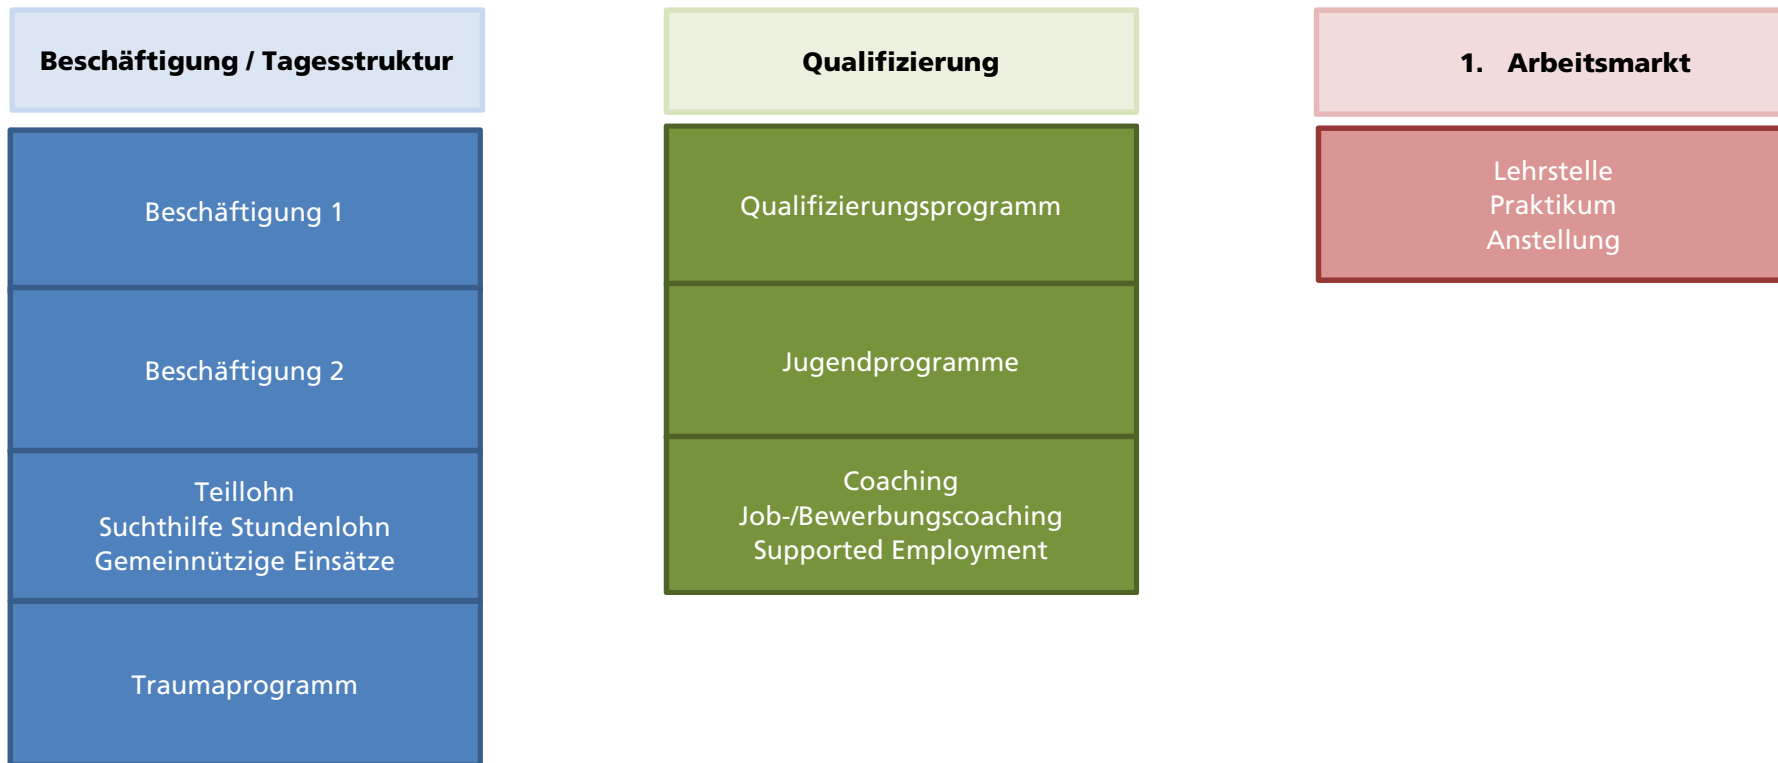 Beschäftigung / Tagesstruktur
Beschäftigung 1
Beschäftigung 2
Teillohn
Suchthilfe Stundenlohn
Gemeinnützige Einsätze
Traumaprogramm
Qualifizierung
Qualifizierungsprogramm
Jugendprogramme
Coaching
Job-/Bewerbungscoaching
Supported Employment
1. Arbeitsmarkt
Lehrstelle
Praktikum
Anstellung